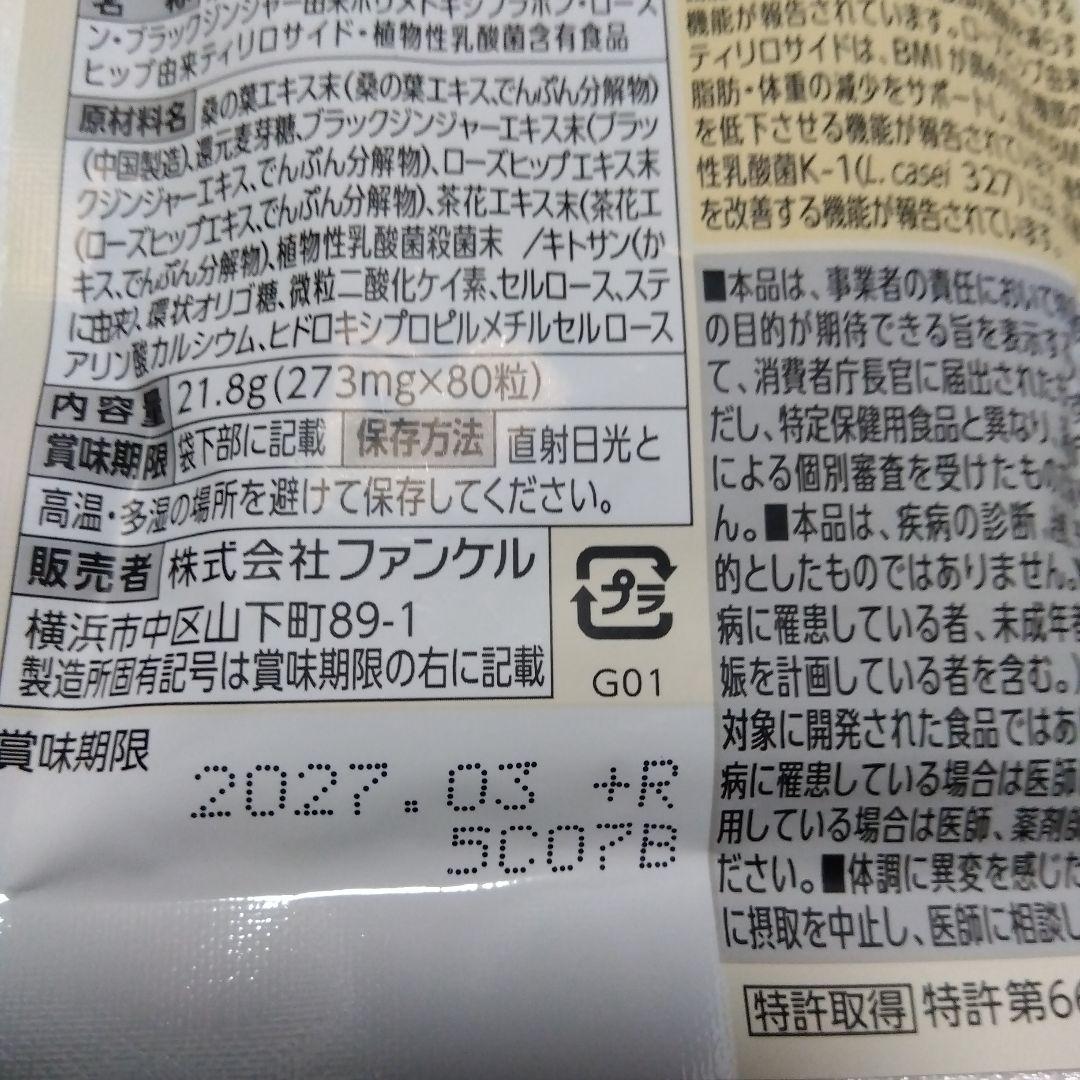 名 称 ブラックジンジャー由来ポリメトキシフラボン・ローズ
ン・ブラックジンジャー
ヒップ由来ティリロサイド・植物性乳酸菌含有食品
原材料名 桑の葉エキス末(桑の葉エキス、でんぷん分解物)
(中国製造)、還元麦芽糖、ブラックジンジャーエキス末(ブラッ
クジンジャーエキス、でんぷん分解物)、ローズヒップエキス末
(ローズヒップエキス、でんぷん分解物)、茶花エキス末(茶花エ
キス、でんぷん分解物)、植物性乳酸菌殺菌末 /キトサン(か
に由来)、環状オリゴ糖、微粒二酸化ケイ素、セルロース、ステ
アリン酸カルシウム、ヒドロキシプロピルメチルセルロース
内容量 21.8g(273mg×80粒)
賞味期限 袋下部に記載 保存方法 直射日光と
高温・多湿の場所を避けて保存してください。
販売者 株式会社ファンケル
横浜市中区山下町89-1
製造所固有記号は賞味期限の右に記載
プラ
G01
賞味期限
2027.03 +R
5C07B
機能が報告されています。
ティリロサイドは、BMIが
脂肪・体重の減少をサポートし、
を低下させる機能が報告されています
性乳酸菌K-1(L.casei 327)
を改善する機能が報告されています。
■本品は、事業者の責任において
の目的が期待できる旨を表示す
て、消費者庁長官に届出された
だし、特定保健用食品と異なり、
による個別審査を受けたもの
ん。■本品は、疾病の診断
的としたものではありません。
病に罹患している者、未成年者
娠を計画している者を含む。)
対象に開発された食品ではあ
病に罹患している場合は医師
用している場合は医師、薬剤師
ださい。■体調に異変を感じた
に摂取を中止し、医師に相談し
特許取得 特許第66